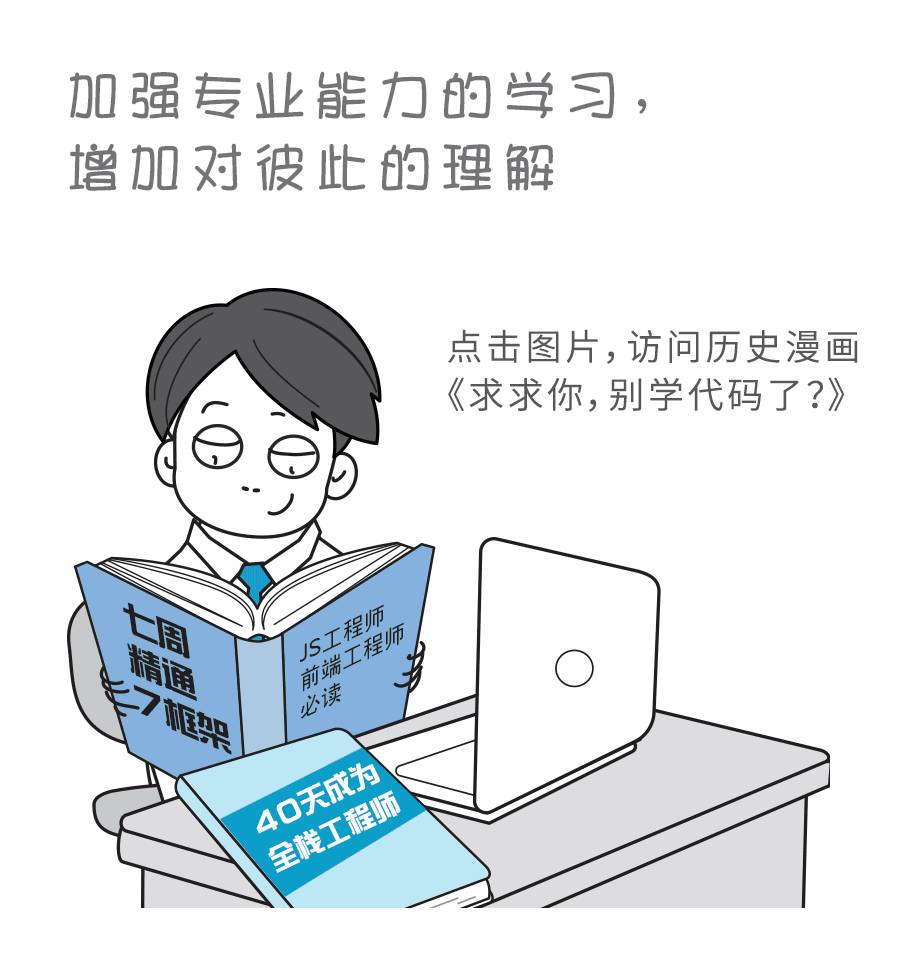 加强专业能力的学习，
增加对彼此的理解
点击图片，访问历史漫画
《求求你，别学代码了？》
七周
精通
7框架
JS工程师
前端工程师
必读
40天成为
全栈工程师